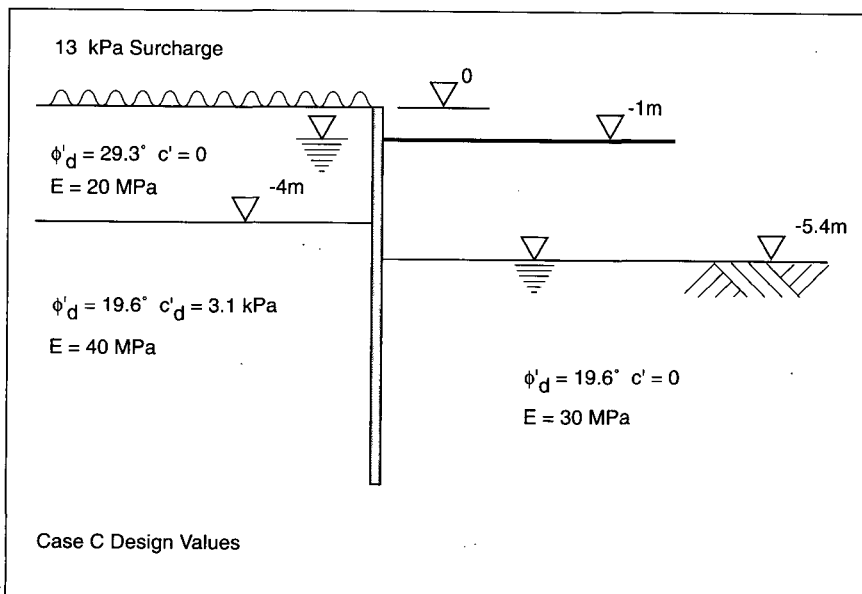 13 kPa Surcharge
0
-1m
ϕ'd = 29.3° c' = 0
E = 20 MPa
-4m
-5.4m
ϕ'd = 19.6° c'd = 3.1 kPa
E = 40 MPa
ϕ'd = 19.6° c' = 0
E = 30 MPa
Case C Design Values